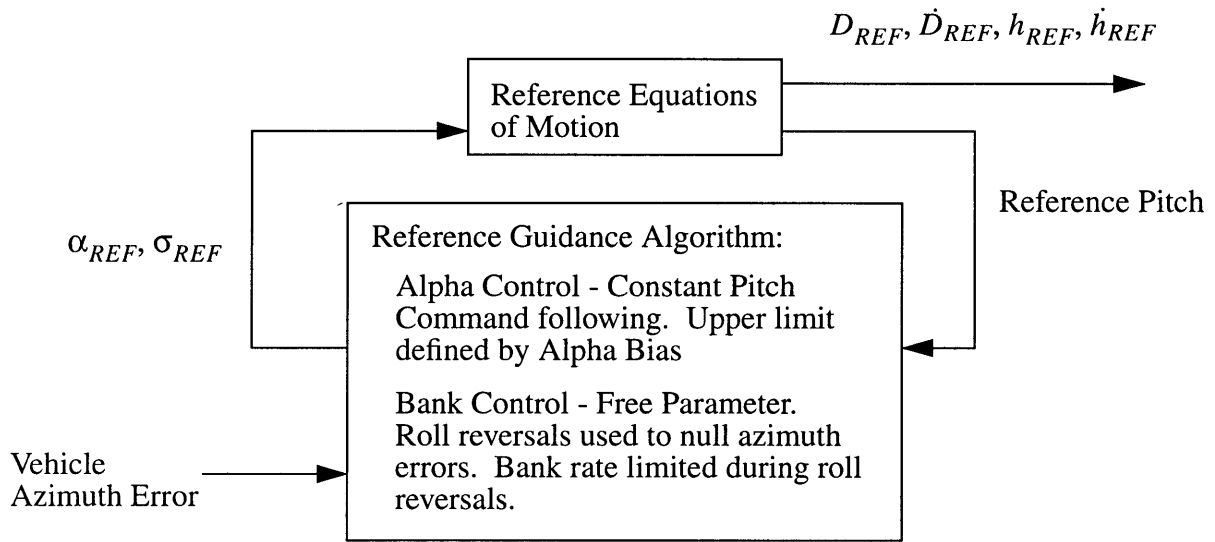 D_REF, Ḋ_REF, h_REF, ḣ_REF
Reference Equations
of Motion
Reference Pitch
α_REF, σ_REF
Reference Guidance Algorithm:
Alpha Control - Constant Pitch
Command following. Upper limit
defined by Alpha Bias
Bank Control - Free Parameter.
Roll reversals used to null azimuth
errors. Bank rate limited during roll
reversals.
Vehicle
Azimuth Error